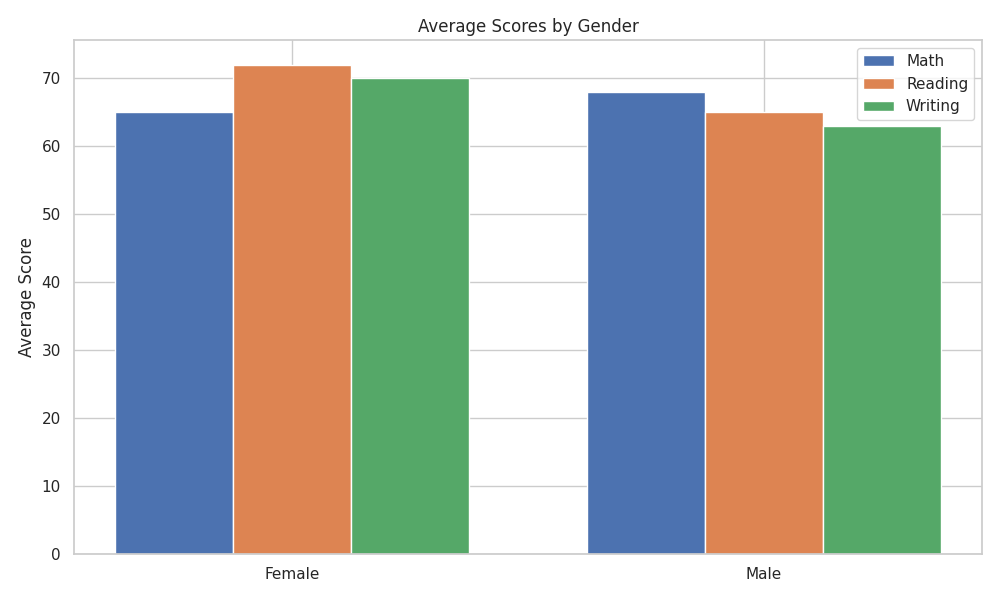 Average Scores by Gender
Math
Reading
Writing
Average Score
70
60
50
40
30
20
10
0
Female
Male